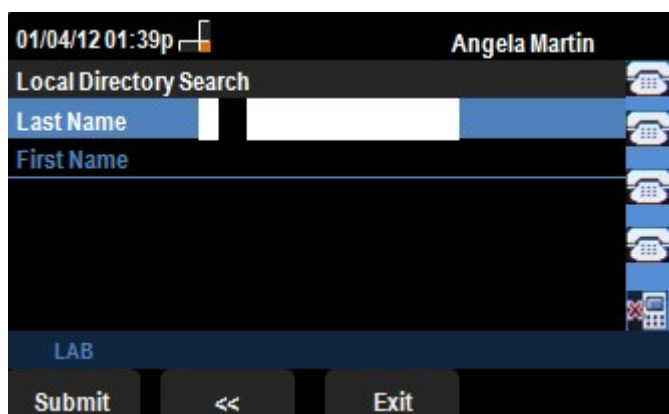 01/04/12 01:39p Angela Martin
Local Directory Search
Last Name
First Name
LAB
Submit << Exit